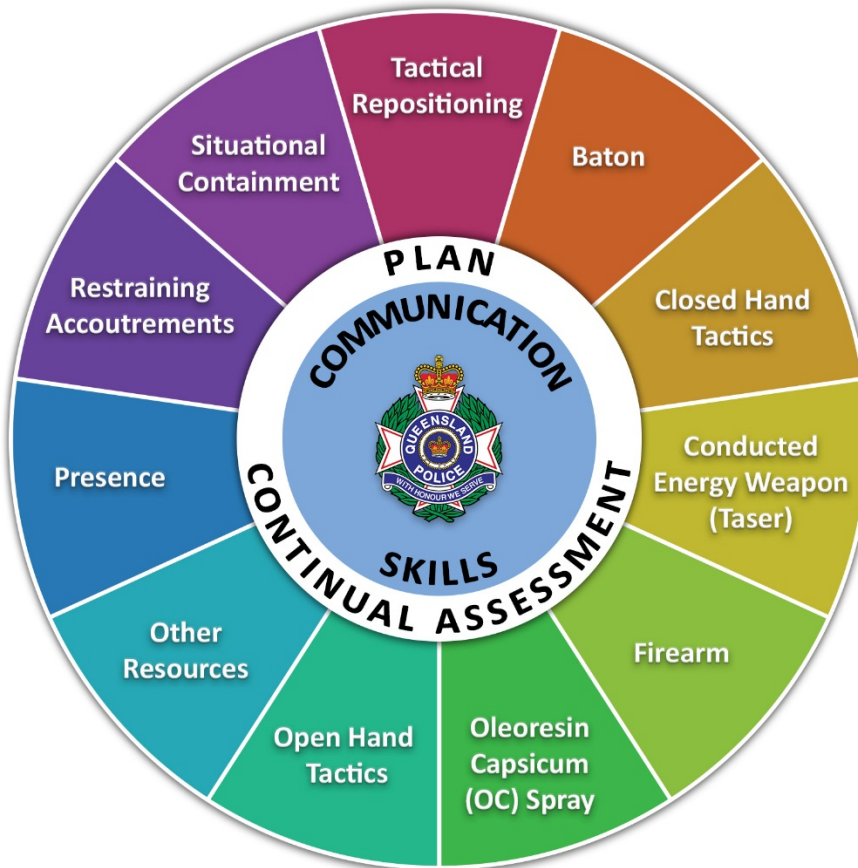 Tactical
Repositioning
Baton
Closed Hand
Tactics
Conducted
Energy Weapon
(Taser)
Firearm
Oleoresin
Capsicum
(OC) Spray
Open Hand
Tactics
Other
Resources
Presence
Restraining
Accoutrements
Situational
Containment
PLAN
CONTINUAL ASSESSMENT
COMMUNICATION
SKILLS
QUEENSLAND
POLICE
WITH HONOUR WE SERVE